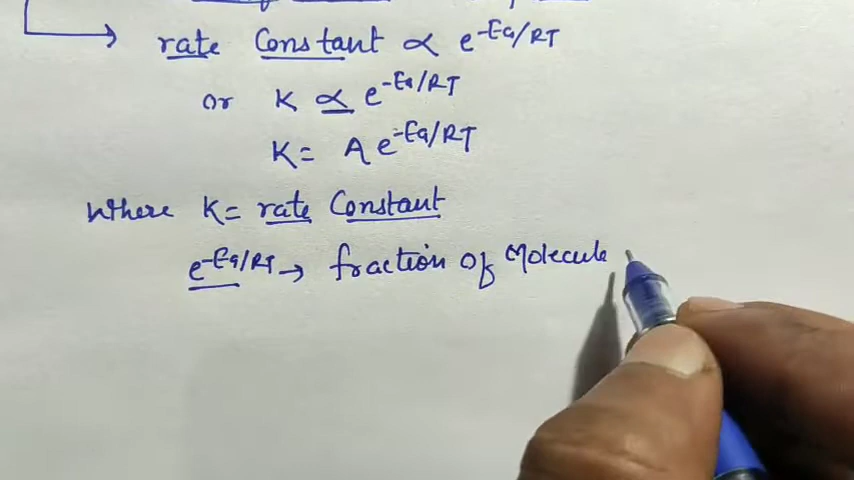 rate Constant ∝ e^-Ea/RT
or K ∝ e^-Ea/RT
K = A e^-Ea/RT
Where K = rate Constant
e^-Ea/RT → fraction of Molecule